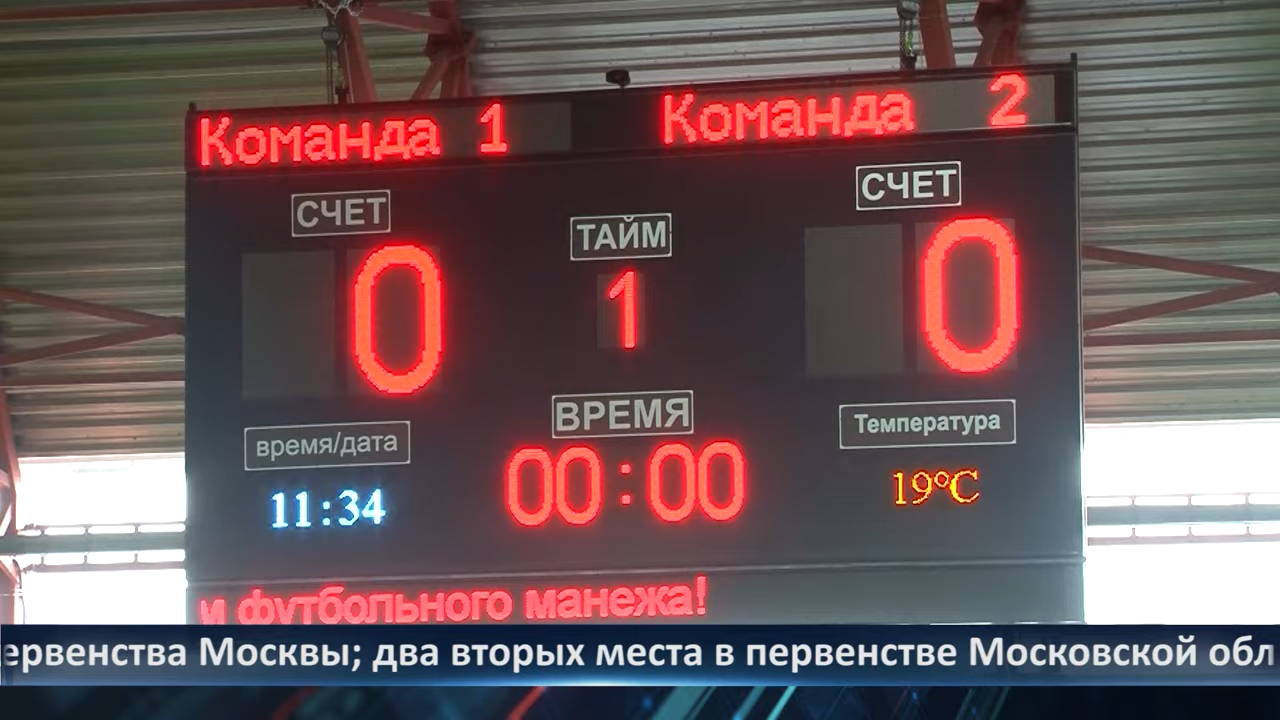 Команда 1 Команда 2
СЧЕТ ТАЙМ СЧЕТ
0 1 0
время/дата ВРЕМЯ Температура
11:34 00:00 19°C
и футбольного манежа!
ервенства Москвы; два вторых места в первенстве Московской обл